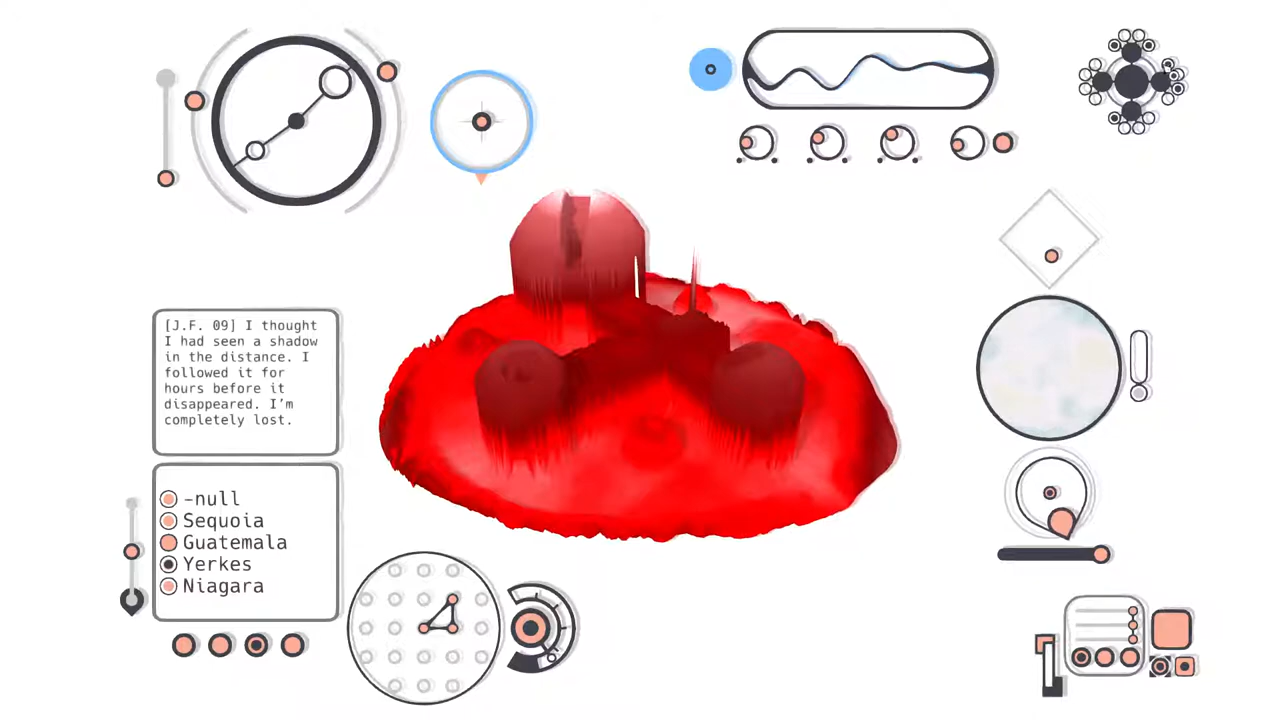 [J.F. 09] I thought
I had seen a shadow
in the distance. I
followed it for
hours before it
disappeared. I’m
completely lost.
-null
Sequoia
Guatemala
Yerkes
Niagara